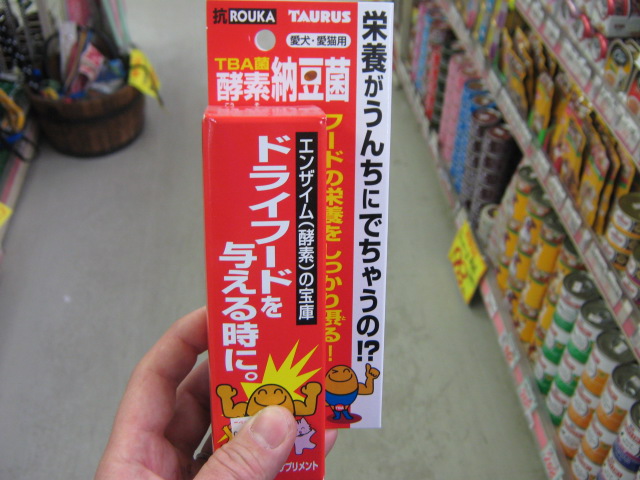 抗ROUKA TAURUS
愛犬・愛猫用
TBA菌
酵素納豆菌
栄養がうんちにでちゃうの!?
フードの栄養をしっかり摂る!
エンザイム(酵素)の宝庫
ドライフードを
与える時に。
プリメント